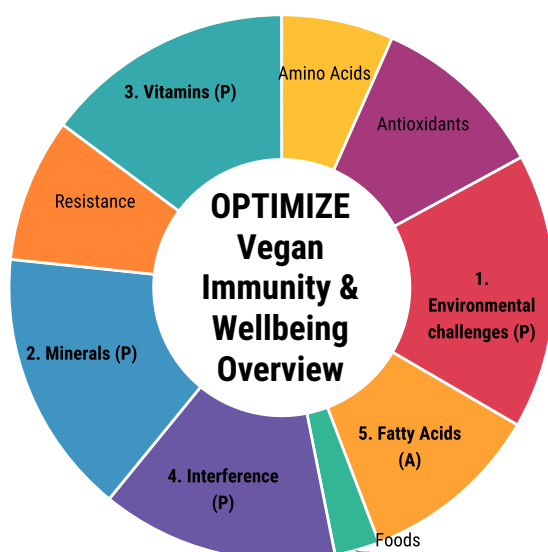 Amino Acids
Antioxidants
1.
Environmental
challenges (P)
5. Fatty Acids
(A)
Foods
4. Interference
(P)
2. Minerals (P)
Resistance
3. Vitamins (P)
OPTIMIZE
Vegan
Immunity &
Wellbeing
Overview